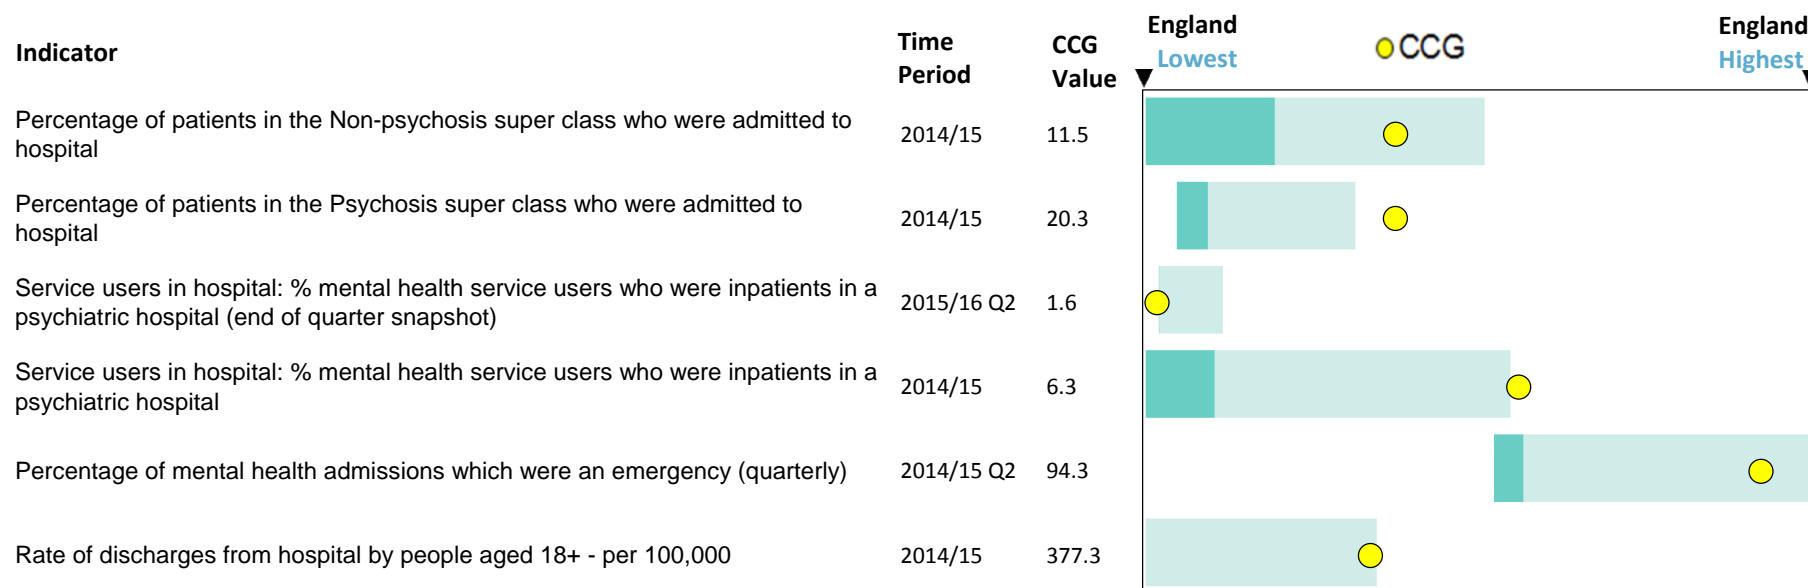 Indicator
Time
Period
CCG
Value
England
Lowest
CCG
England
Highest
Percentage of patients in the Non-psychosis super class who were admitted to
hospital
2014/15
11.5
Percentage of patients in the Psychosis super class who were admitted to
hospital
2014/15
20.3
Service users in hospital: % mental health service users who were inpatients in a
psychiatric hospital (end of quarter snapshot)
2015/16 Q2
1.6
Service users in hospital: % mental health service users who were inpatients in a
psychiatric hospital
2014/15
6.3
Percentage of mental health admissions which were an emergency (quarterly)
2014/15 Q2
94.3
Rate of discharges from hospital by people aged 18+ - per 100,000
2014/15
377.3